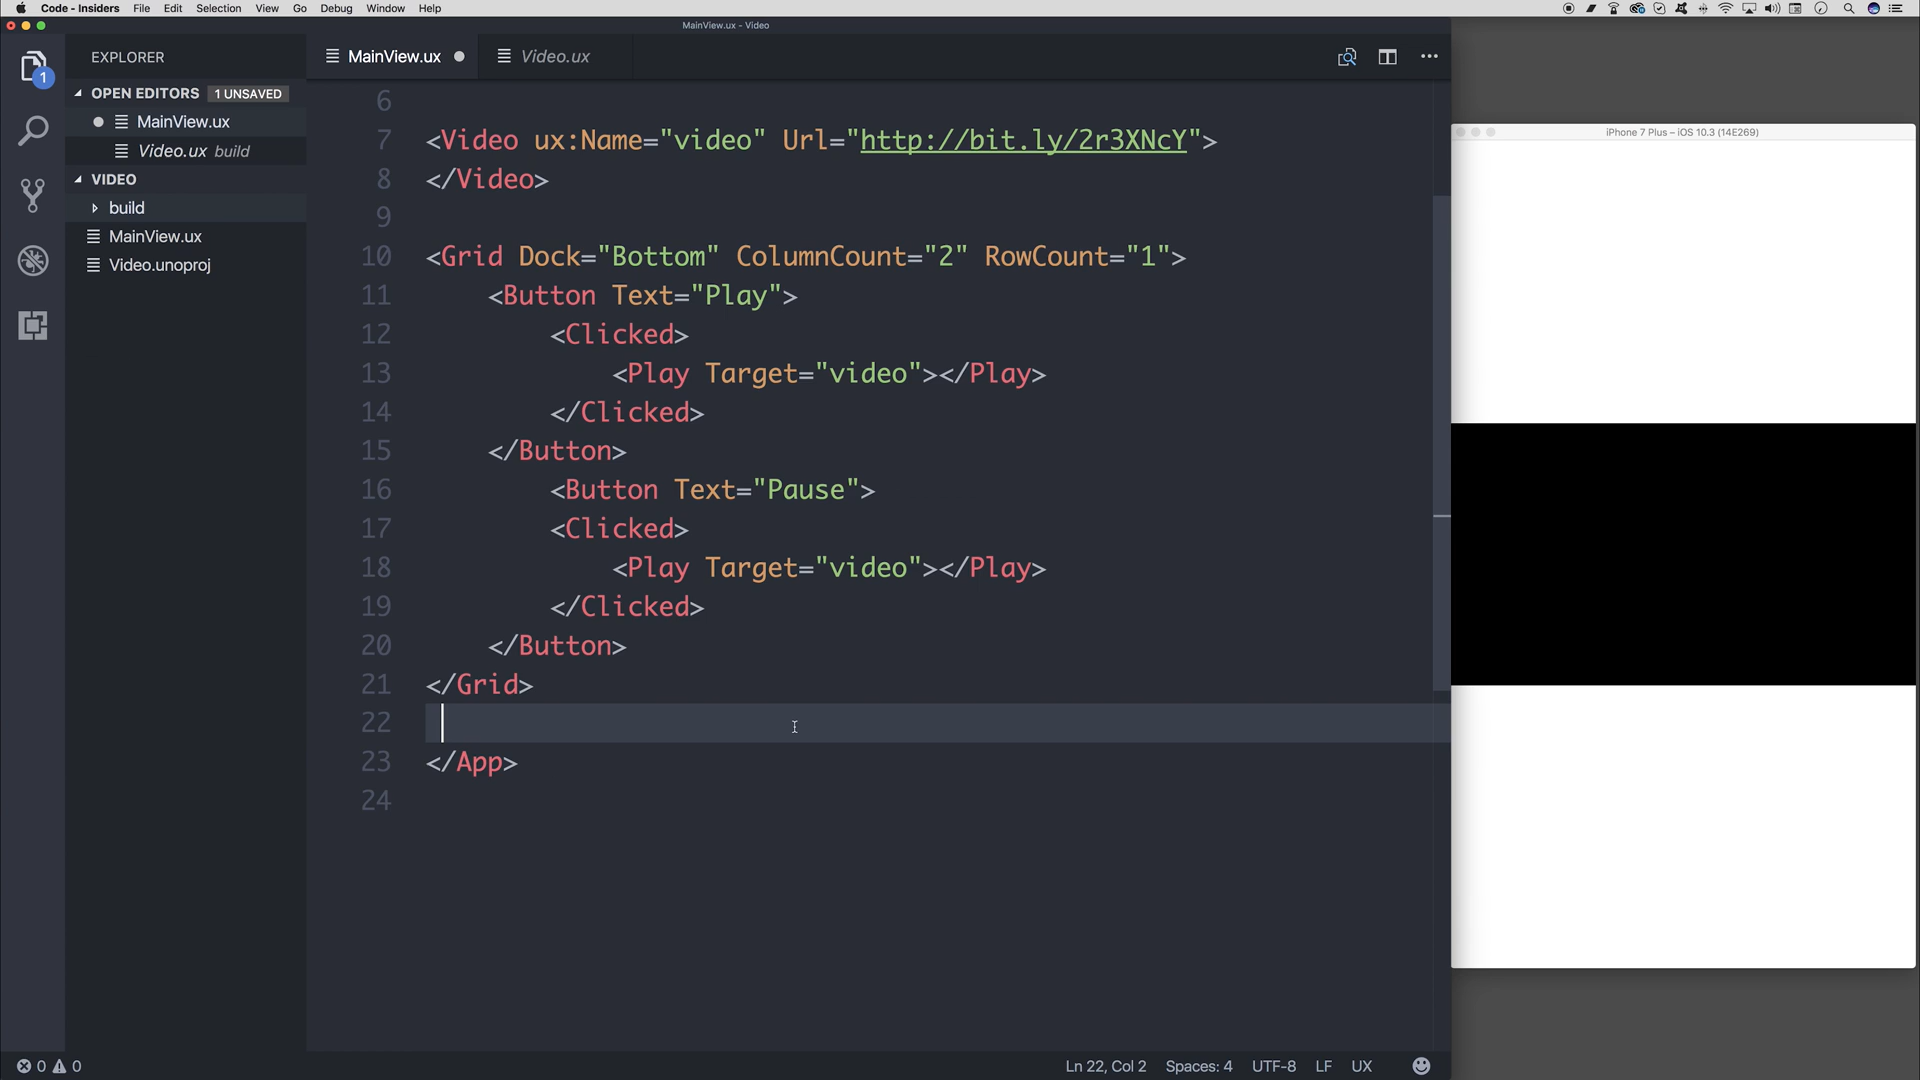 Code - Insiders File Edit Selection View Go Debug Window Help
MainView.ux - Video
EXPLORER
MainView.ux
Video.ux
1
OPEN EDITORS 1 UNSAVED
MainView.ux
Video.ux build
VIDEO
build
MainView.ux
Video.unoproj
6
7 <Video ux:Name="video" Url="http://bit.ly/2r3XNcY">
8 </Video>
9
10 <Grid Dock="Bottom" ColumnCount="2" RowCount="1">
11 <Button Text="Play">
12 <Clicked>
13 <Play Target="video"></Play>
14 </Clicked>
15 </Button>
16 <Button Text="Pause">
17 <Clicked>
18 <Play Target="video"></Play>
19 </Clicked>
20 </Button>
21 </Grid>
22
23 </App>
24
iPhone 7 Plus – iOS 10.3 (14E269)
0 0
Ln 22, Col 2 Spaces: 4 UTF-8 LF UX